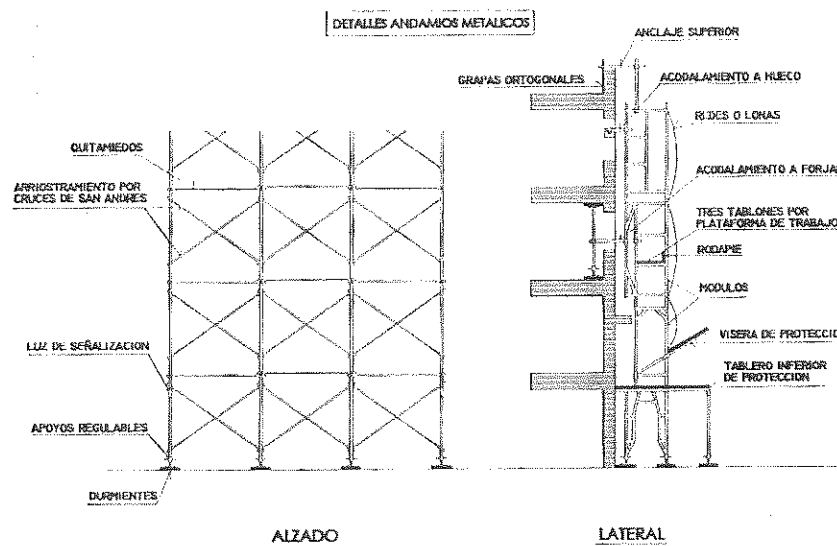 DETALLES ANDAMIOS METALICOS
ANCLAJE SUPERIOR
GRAPAS ORTOGONALES
ACODALAMIENTO A HUECO
REDES O LONAS
QUITAMIEDOS
ARRIOSTRAMIENTO POR
CRUCES DE SAN ANDRES
ACODALAMIENTO A FORJA
TRES TABLONES POR
PLATAFORMA DE TRABAJO
RODAPIE
MODULOS
LUZ DE SEÑALIZACION
VISERA DE PROTECCIO
TABLERO INFERIOR
DE PROTECCION
APOYOS REGULABLES
DURMIENTES
ALZADO
LATERAL